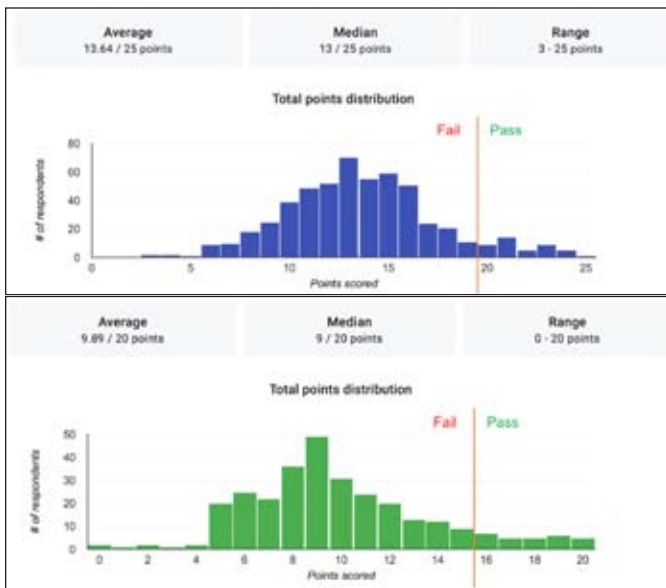 Average Median Range
13.64 / 25 points 13 / 25 points 3 - 25 points
Total points distribution
Fail Pass
# of respondents
80
60
40
20
0
0 5 10 15 20 25
Points scored
Average Median Range
9.89 / 20 points 9 / 20 points 0 - 20 points
Total points distribution
Fail Pass
# of respondents
50
40
30
20
10
0
0 2 4 6 8 10 12 14 16 18 20
Points scored